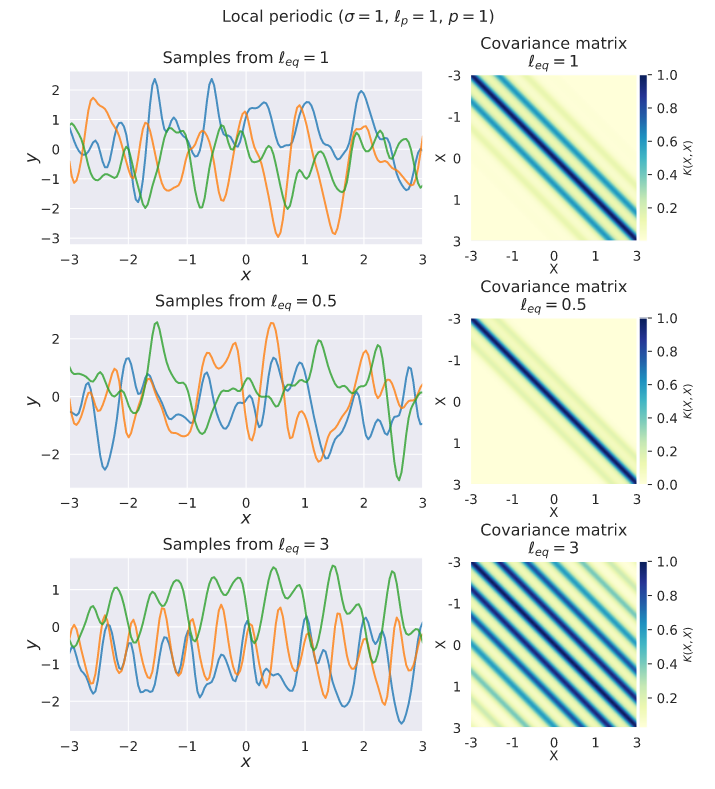 Local periodic (σ = 1, ℓp = 1, p = 1)
Samples from ℓeq = 1
2
1
0
−1
−2
−3
y
−3 −2 −1 0 1 2 3
x
Covariance matrix
ℓeq = 1
-3
-1
0
1
3
X
-3 -1 0 1 3
X
1.0
0.8
0.6
0.4
0.2
K(X,X)
Samples from ℓeq = 0.5
2
0
−2
y
−3 −2 −1 0 1 2 3
x
Covariance matrix
ℓeq = 0.5
-3
-1
0
1
3
X
-3 -1 0 1 3
X
1.0
0.8
0.6
0.4
0.2
0.0
K(X,X)
Samples from ℓeq = 3
1
0
−1
−2
y
−3 −2 −1 0 1 2 3
x
Covariance matrix
ℓeq = 3
-3
-1
0
1
3
X
-3 -1 0 1 3
X
1.0
0.8
0.6
0.4
0.2
K(X,X)